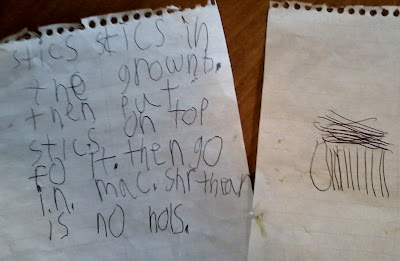 stics stics in
the grownb.
then put
stics on top
fo it. then go
i.n. mac. shr thear
is no hols.